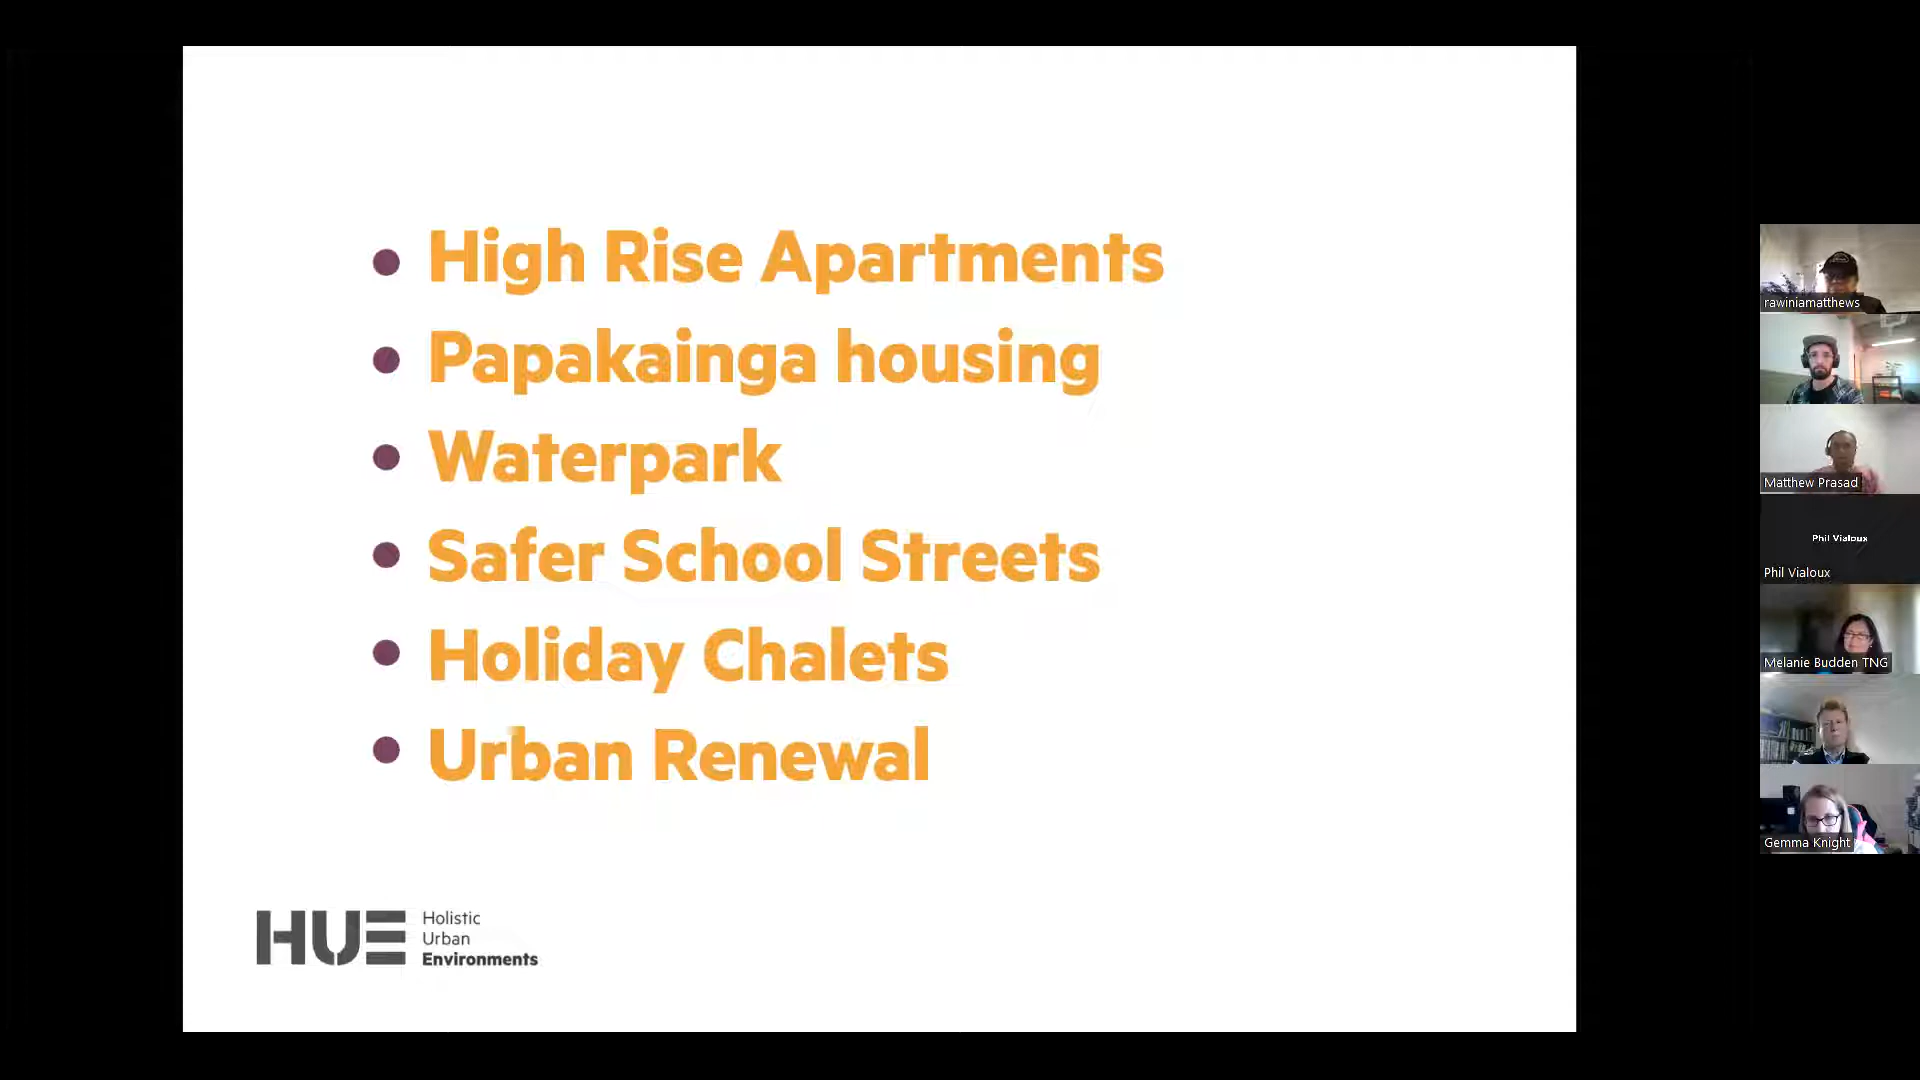 High Rise Apartments
Papakainga housing
Waterpark
Safer School Streets
Holiday Chalets
Urban Renewal
HUE
Holistic
Urban
Environments
rawiniamatthews
Matthew Prasad
Phil Vialoux
Phil Vialoux
Melanie Budden TNG
Gemma Knight